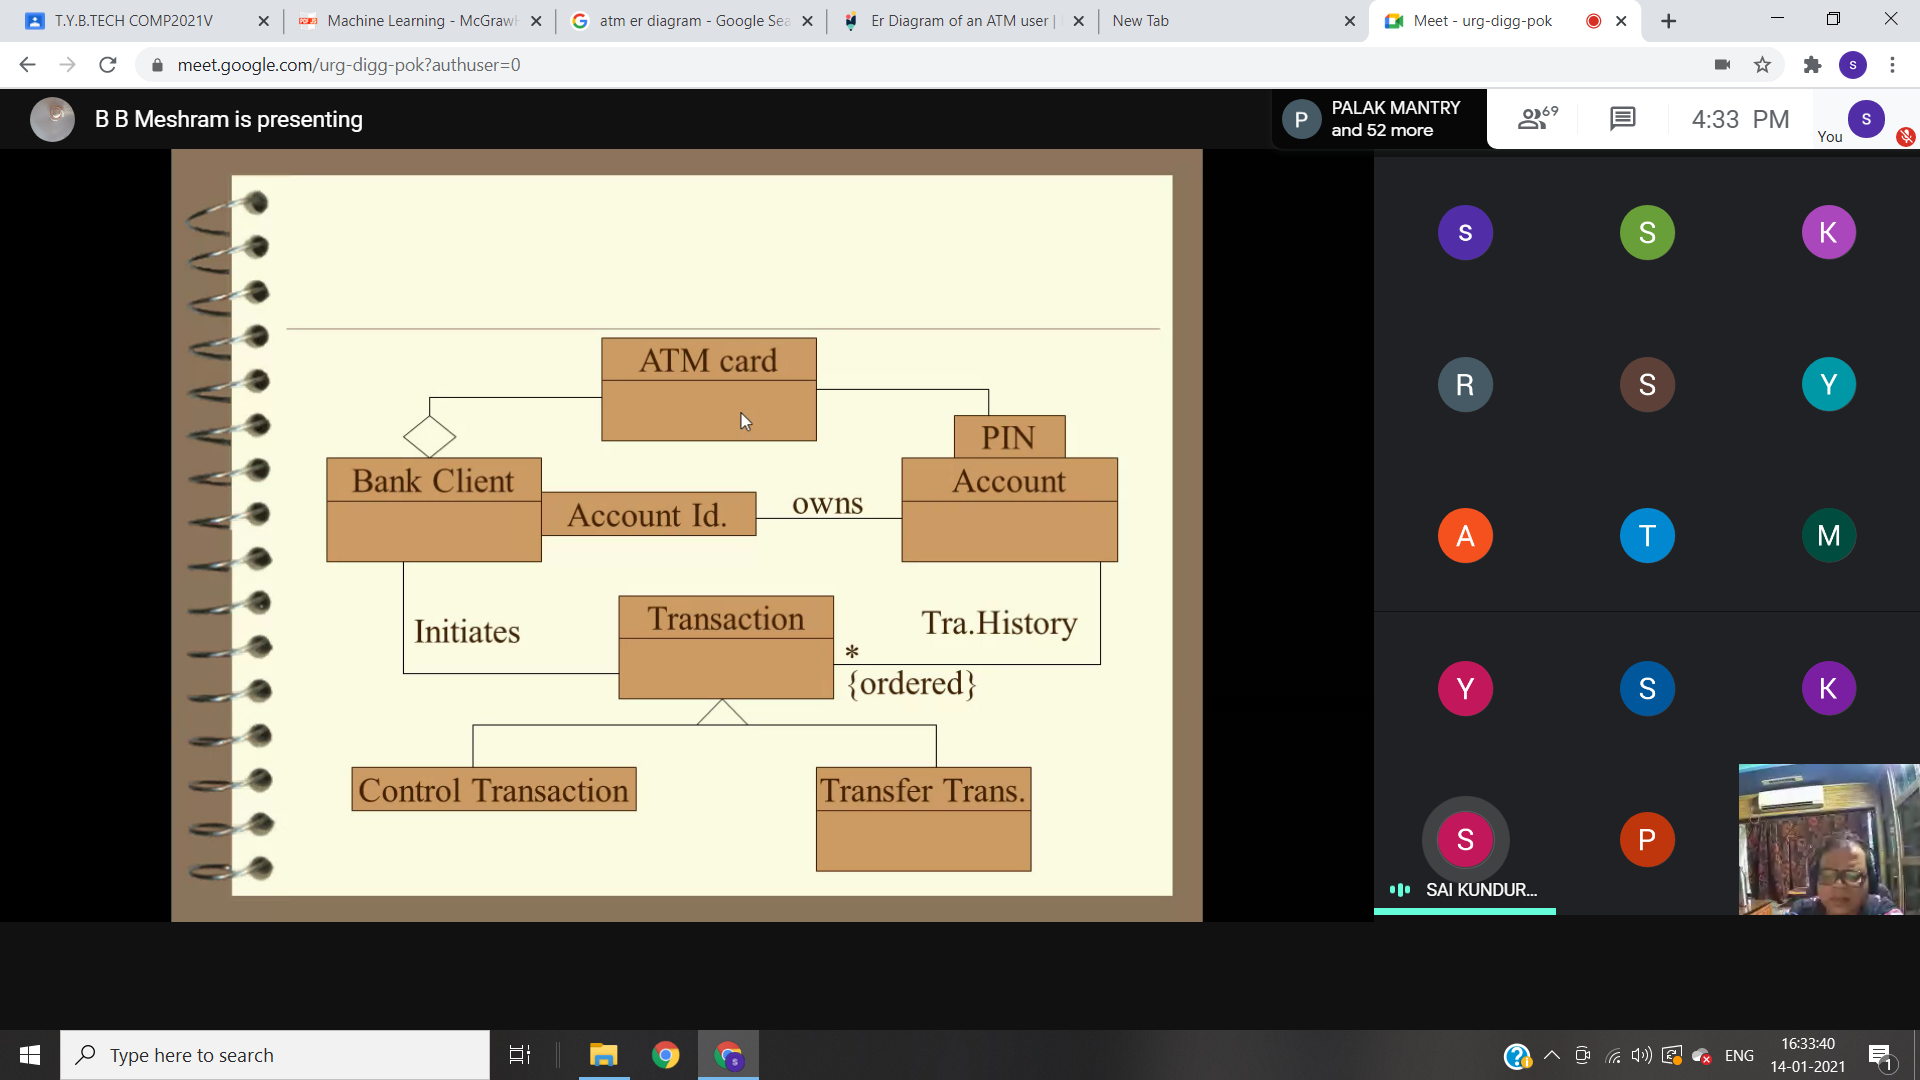 T.Y.B.TECH COMP2021V
Machine Learning - McGrawH
atm er diagram - Google Sea
Er Diagram of an ATM user |
New Tab
Meet - urg-digg-pok
meet.google.com/urg-digg-pok?authuser=0
S
B B Meshram is presenting
P
PALAK MANTRY
and 52 more
69
4:33 PM
You
S
ATM card
PIN
Bank Client
Account
Account Id.
owns
Transaction
Initiates
Tra.History
*
{ordered}
Control Transaction
Transfer Trans.
s S K
R S Y
A T M
Y S K
S P
SAI KUNDUR...
Type here to search
ENG
16:33:40
14-01-2021
1